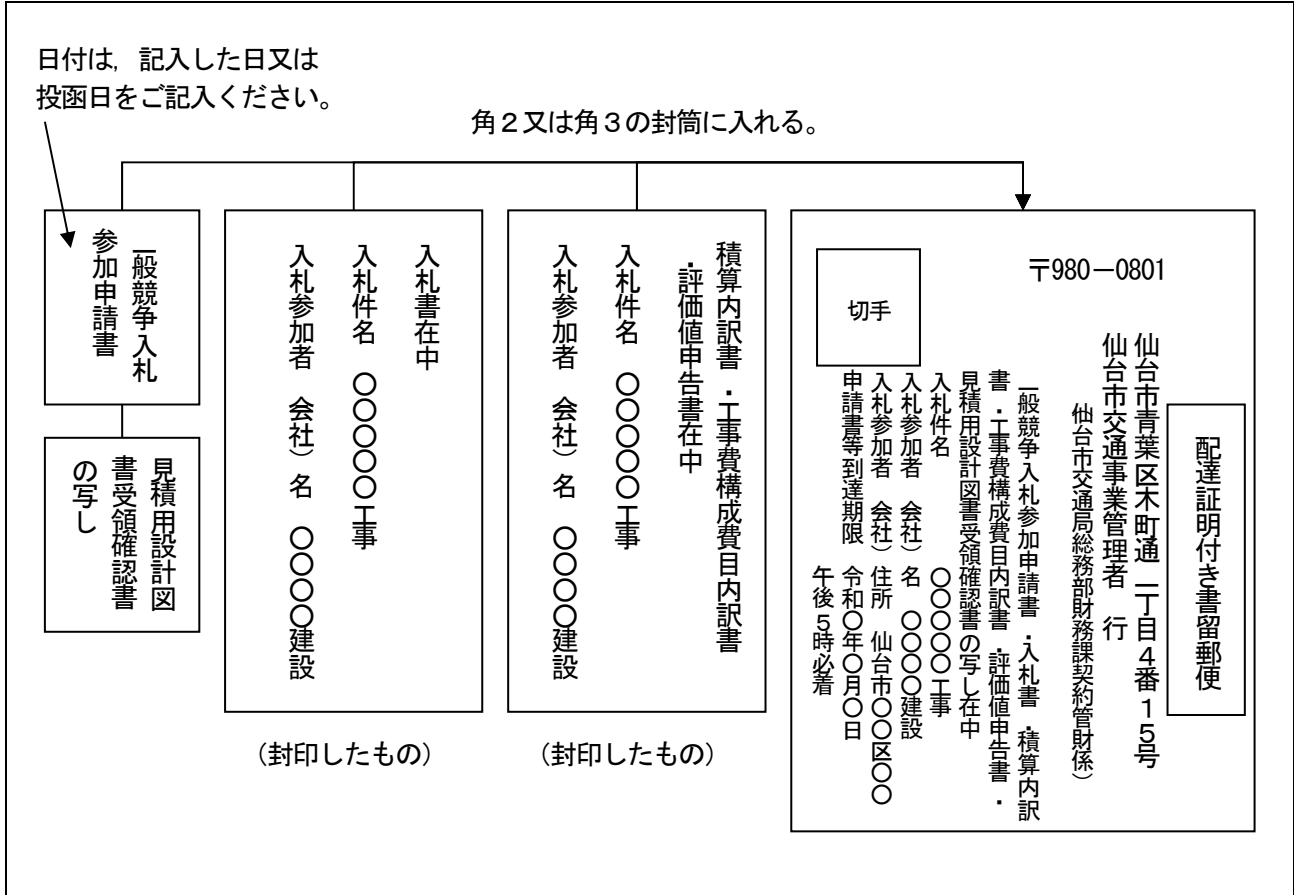 日付は，記入した日又は
投函日をご記入ください。
角２又は角３の封筒に入れる。
一般競争入札
参加申請書
見積用設計図
書受領確認書
の写し
入札書在中
入札件名　〇〇〇〇〇工事
入札参加者　会社）名　〇〇〇〇建設
（封印したもの）
積算内訳書・工事費構成費目内訳書
・評価値申告書在中
入札件名　〇〇〇〇〇工事
入札参加者　会社）名　〇〇〇〇建設
（封印したもの）
配達証明付き書留郵便
〒980－0801
仙台市青葉区木町通一丁目４番１５号
仙台市交通事業管理者　行
仙台市交通局総務部財務課契約管財係）
切手
一般競争入札参加申請書・入札書・積算内訳
書・工事費構成費目内訳書・評価値申告書・
見積用設計図書受領確認書の写し在中
入札件名　〇〇〇〇〇工事
入札参加者　会社）名　〇〇〇〇建設
入札参加者　会社）住所　仙台市〇〇区〇〇
申請書等到達期限　令和〇年〇月〇日
午後５時必着